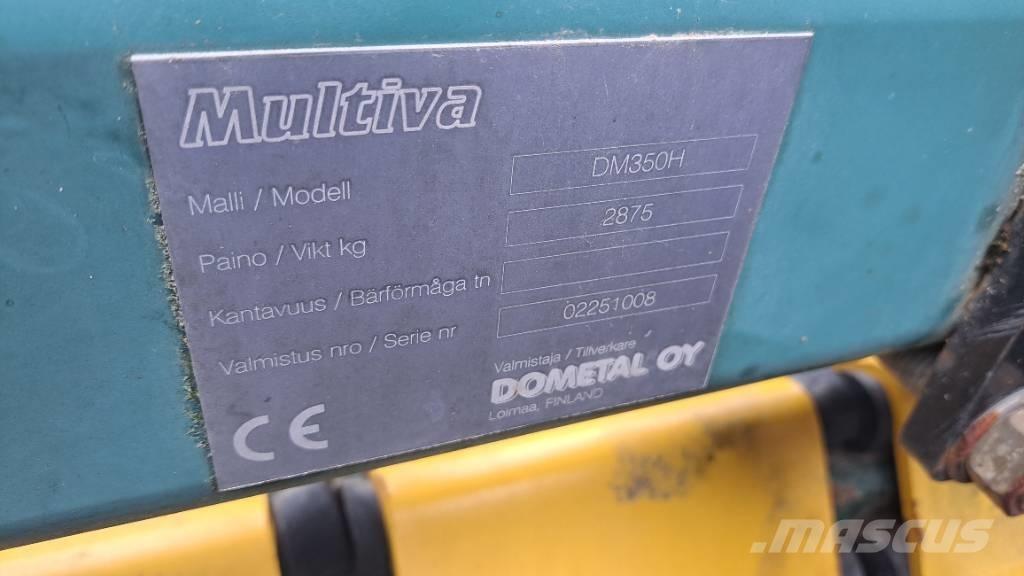 Multiva
Malli / Modell DM350H
Paino / Vikt kg 2875
Kantavuus / Bärförmåga tn
Valmistus nro / Serie nr 02251008
Valmistaja / Tillverkare
DOMETAL OY
Loimaa, FINLAND
CE
MASCUS